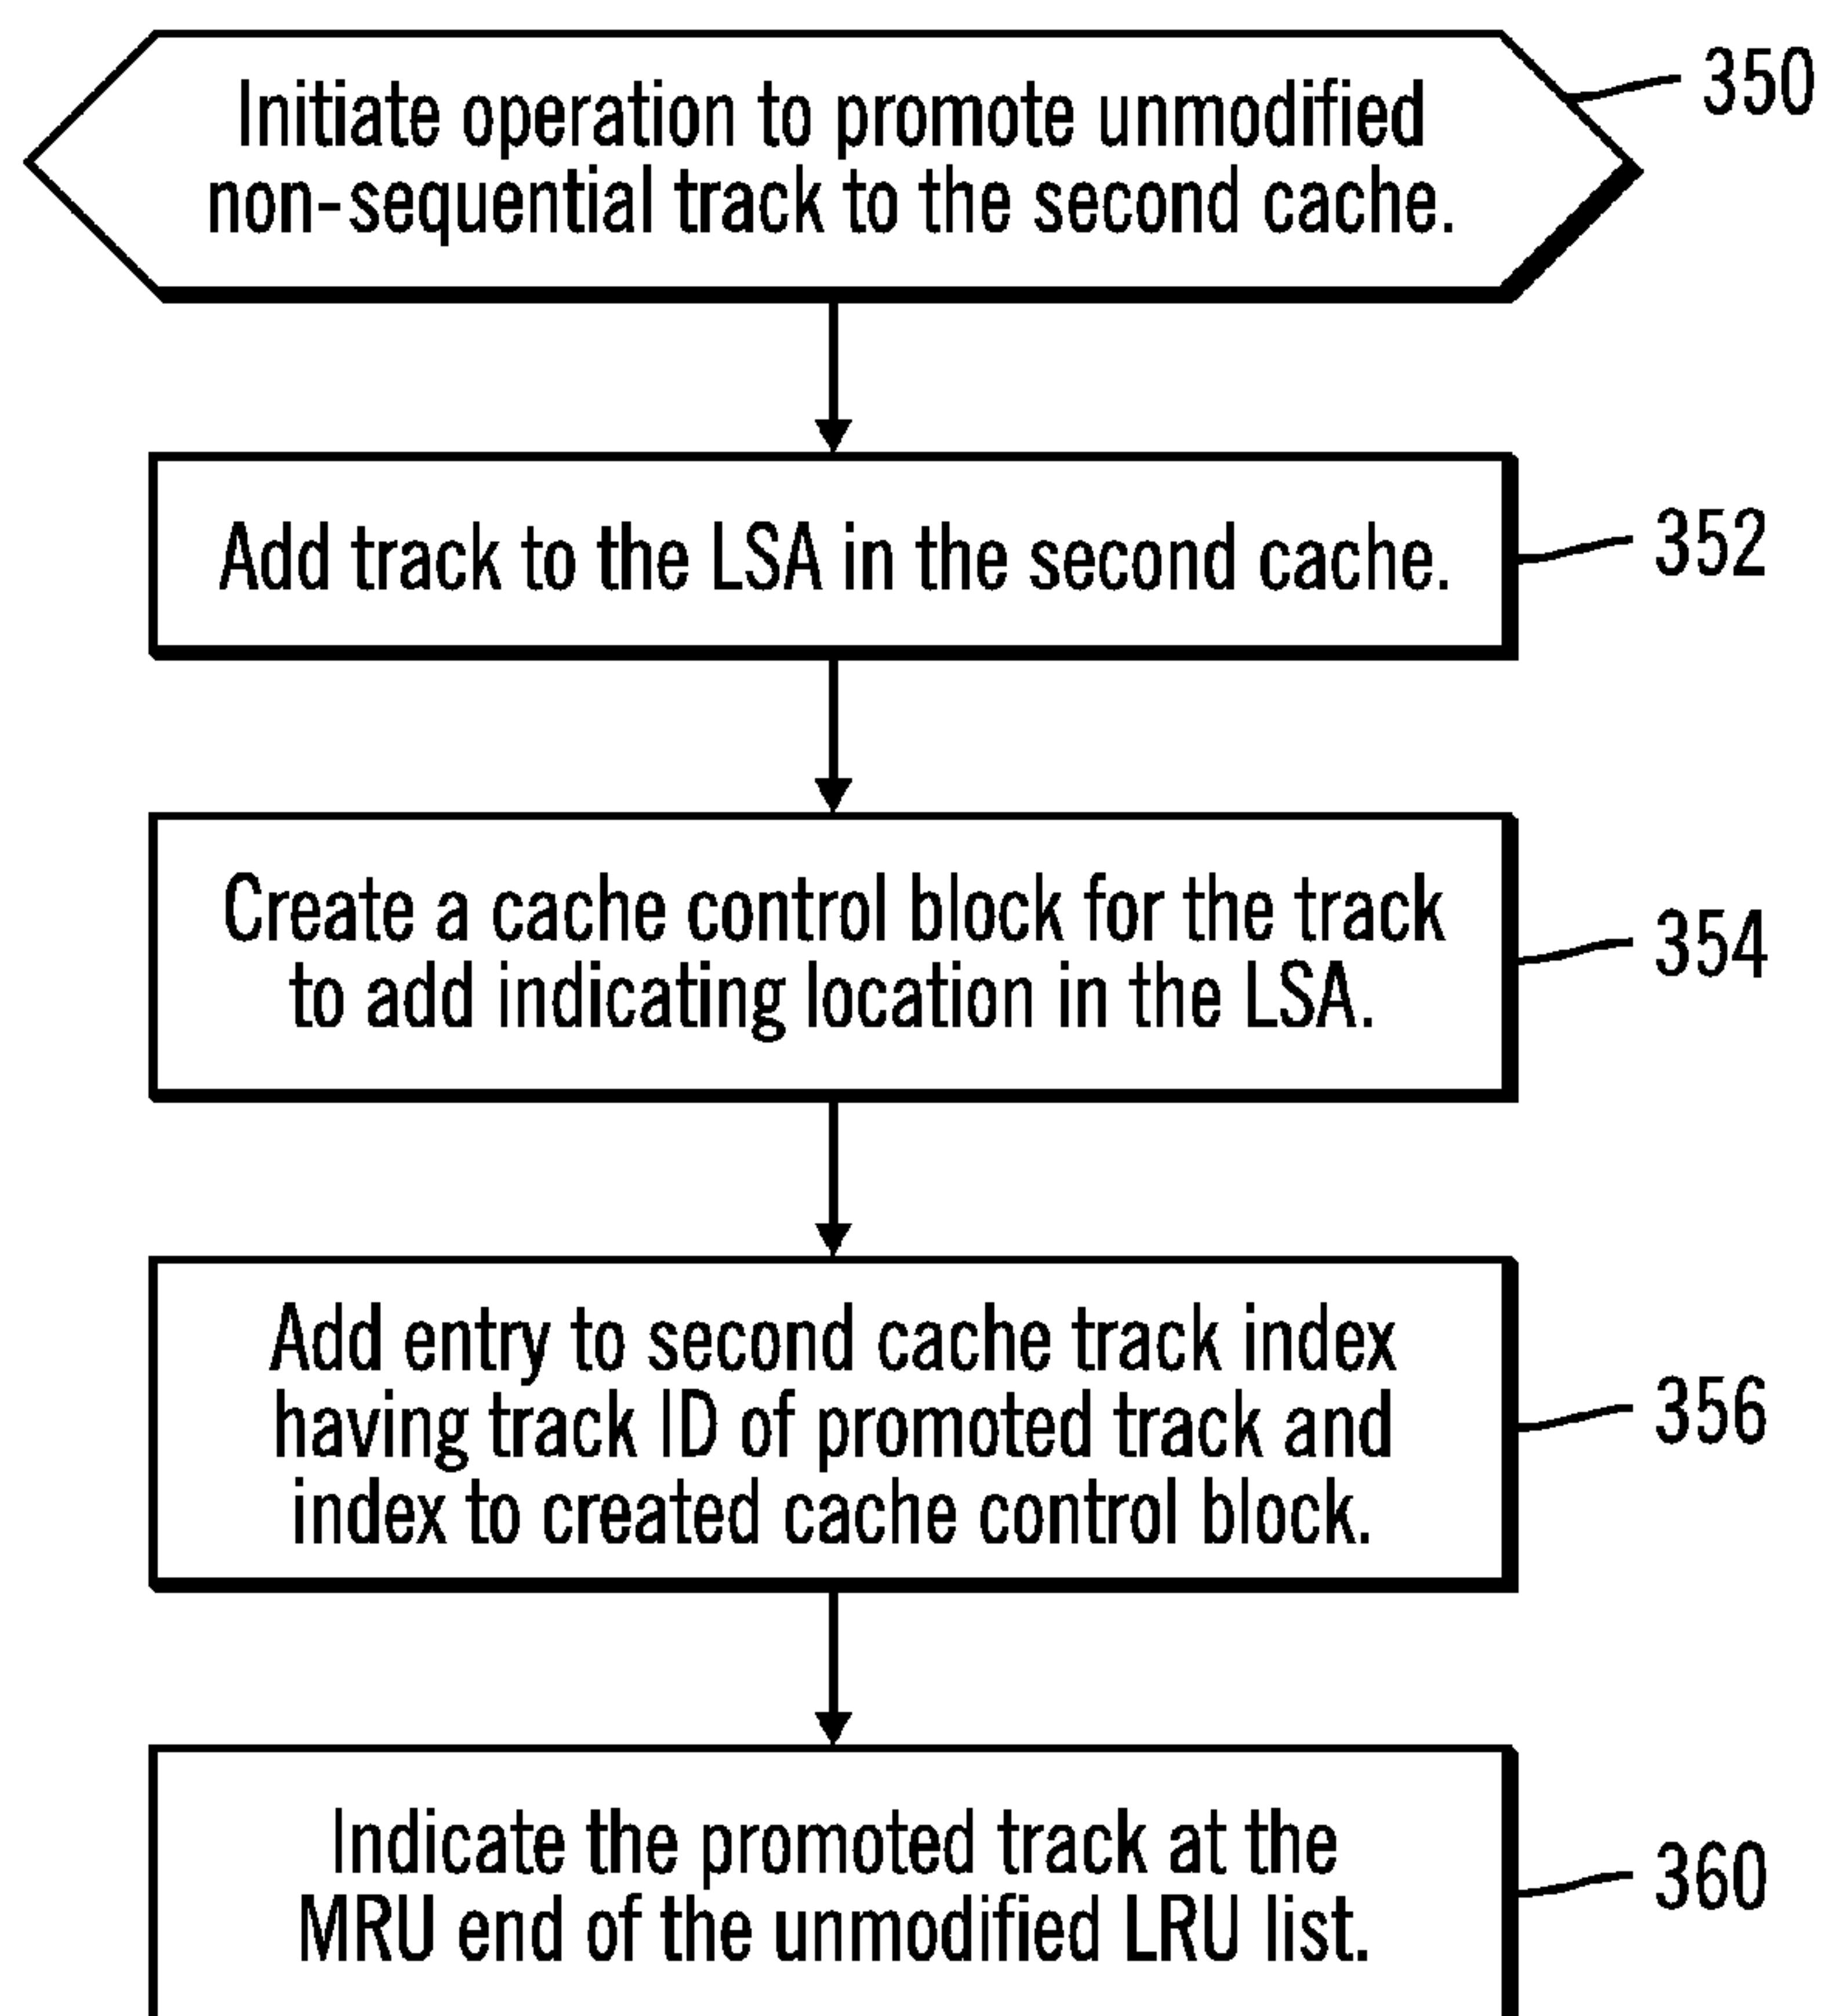 Initiate operation to promote unmodified
non-sequential track to the second cache.
350
Add track to the LSA in the second cache.
352
Create a cache control block for the track
to add indicating location in the LSA.
354
Add entry to second cache track index
having track ID of promoted track and
index to created cache control block.
356
Indicate the promoted track at the
MRU end of the unmodified LRU list.
360